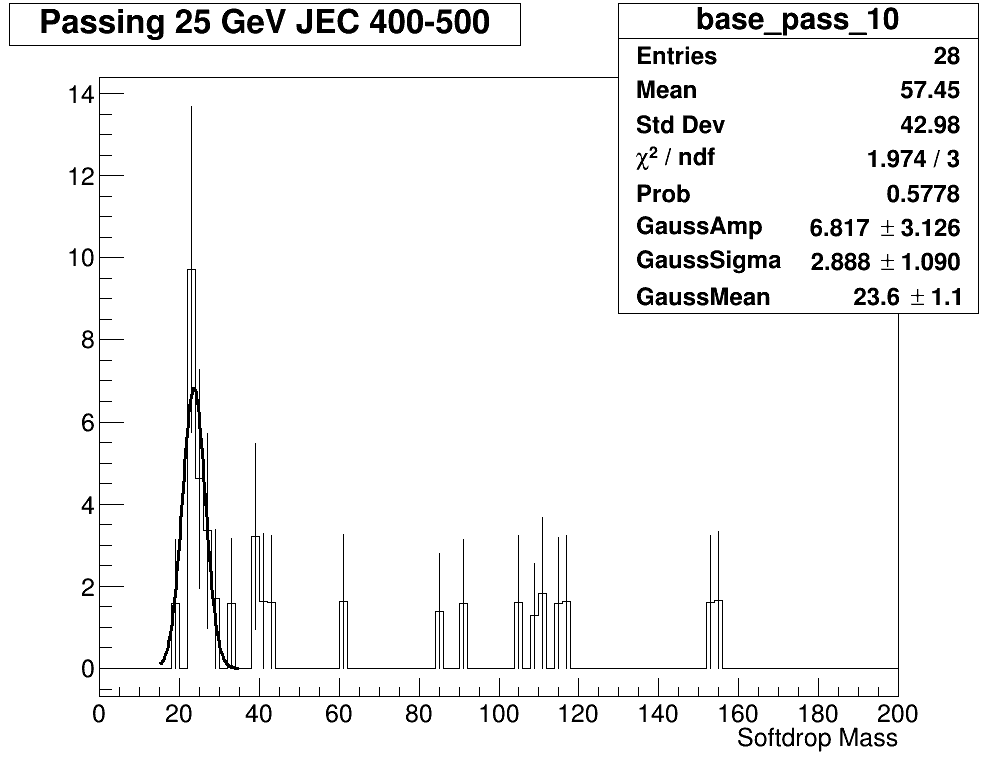 Passing 25 GeV JEC 400-500
base_pass_10
Entries 28
Mean 57.45
Std Dev 42.98
χ² / ndf 1.974 / 3
Prob 0.5778
GaussAmp 6.817 ± 3.126
GaussSigma 2.888 ± 1.090
GaussMean 23.6 ± 1.1
14
12
10
8
6
4
2
0
0 20 40 60 80 100 120 140 160 180 200
Softdrop Mass